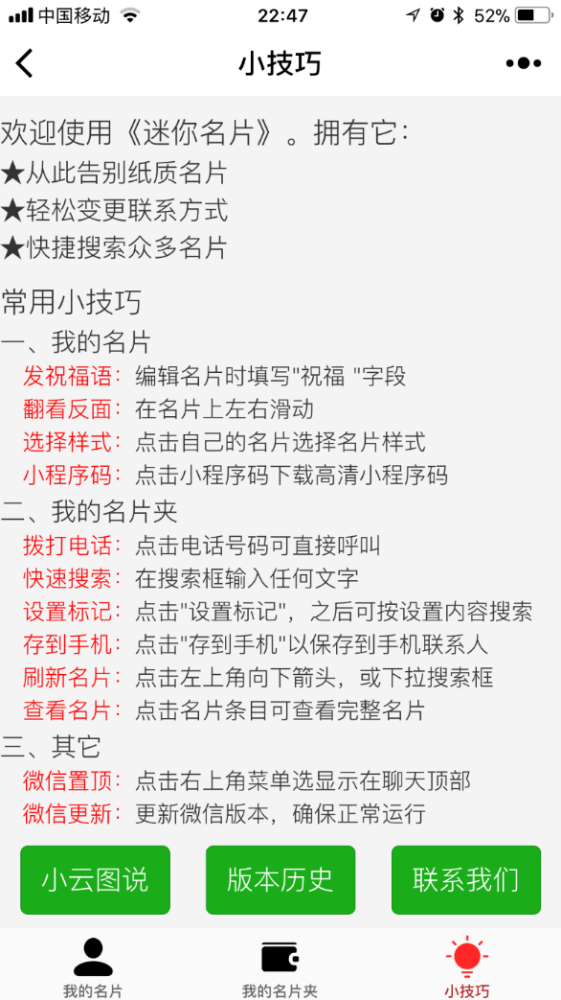 中国移动 22:47 52%
小技巧
欢迎使用《迷你名片》。拥有它：
★从此告别纸质名片
★轻松变更联系方式
★快捷搜索众多名片
常用小技巧
一、我的名片
发祝福语：编辑名片时填写"祝福 "字段
翻看反面：在名片上左右滑动
选择样式：点击自己的名片选择名片样式
小程序码：点击小程序码下载高清小程序码
二、我的名片夹
拨打电话：点击电话号码可直接呼叫
快速搜索：在搜索框输入任何文字
设置标记：点击"设置标记"，之后可按设置内容搜索
存到手机：点击"存到手机"以保存到手机联系人
刷新名片：点击左上角向下箭头，或下拉搜索框
查看名片：点击名片条目可查看完整名片
三、其它
微信置顶：点击右上角菜单选显示在聊天顶部
微信更新：更新微信版本，确保正常运行
小云图说 版本历史 联系我们
我的名片 我的名片夹 小技巧